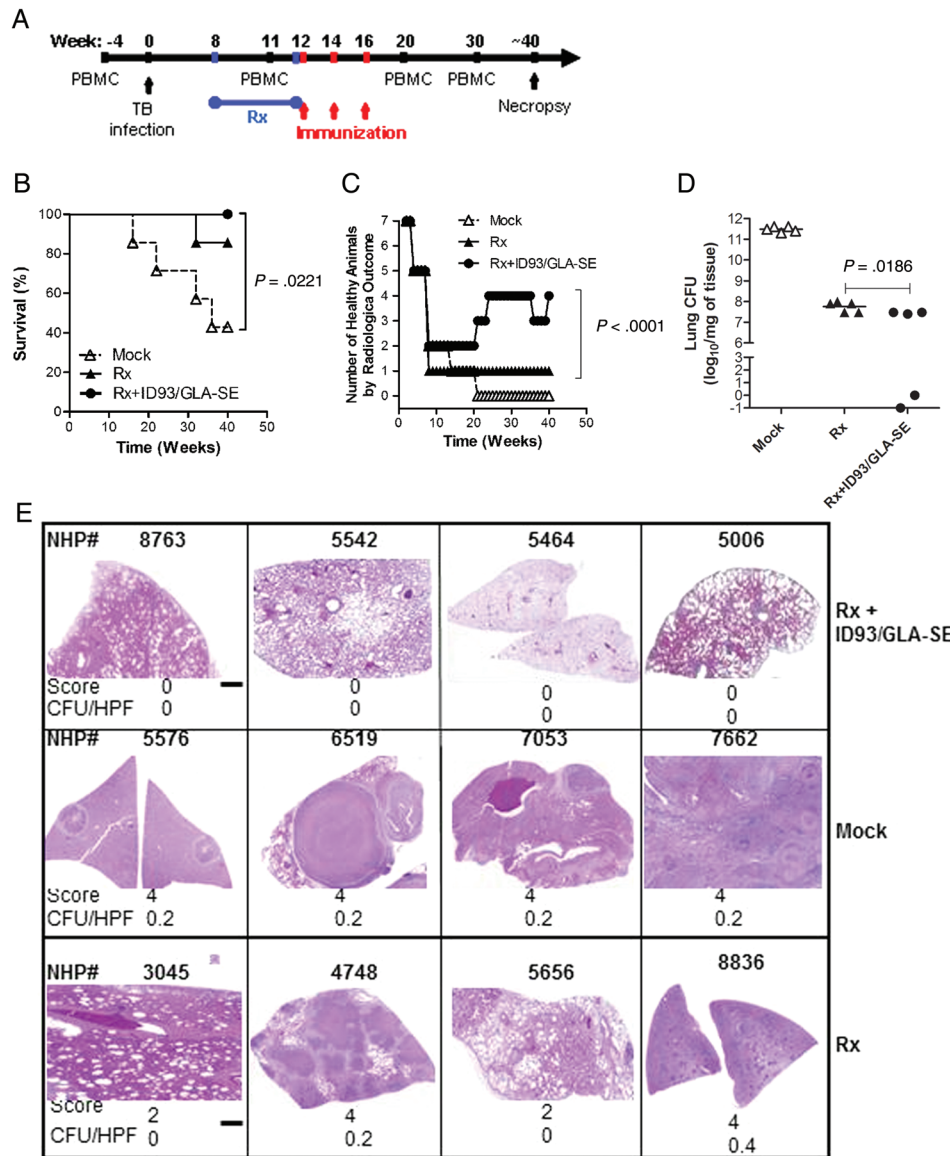 A
Week: -4 0 8 11 12 14 16 20 30 ~40
PBMC PBMC PBMC PBMC
TB infection
Rx
Immunization
Necropsy
B
Survival (%)
100
80
60
40
20
0
0 10 20 30 40 50
Time (Weeks)
Mock
Rx
Rx+ID93/GLA-SE
P = .0221
C
Number of Healthy Animals
by Radiologica Outcome
7
6
5
4
3
2
1
0
0 10 20 30 40 50
Time (Weeks)
Mock
Rx
Rx+ID93/GLA-SE
P < .0001
D
Lung CFU
(log10/mg of tissue)
12
11
10
9
8
7
6
5
1
0
-1
P = .0186
Mock
Rx
Rx+ID93/GLA-SE
E
NHP# 8763 5542 5464 5006
Score 0 0 0 0
CFU/HPF 0 0 0 0
Rx +
ID93/GLA-SE
NHP# 5576 6519 7053 7662
Score 4 4 4 4
CFU/HPF 0.2 0.2 0.2 0.2
Mock
NHP# 3045 4748 5656 8836
Score 2 4 2 4
CFU/HPF 0 0.2 0 0.4
Rx